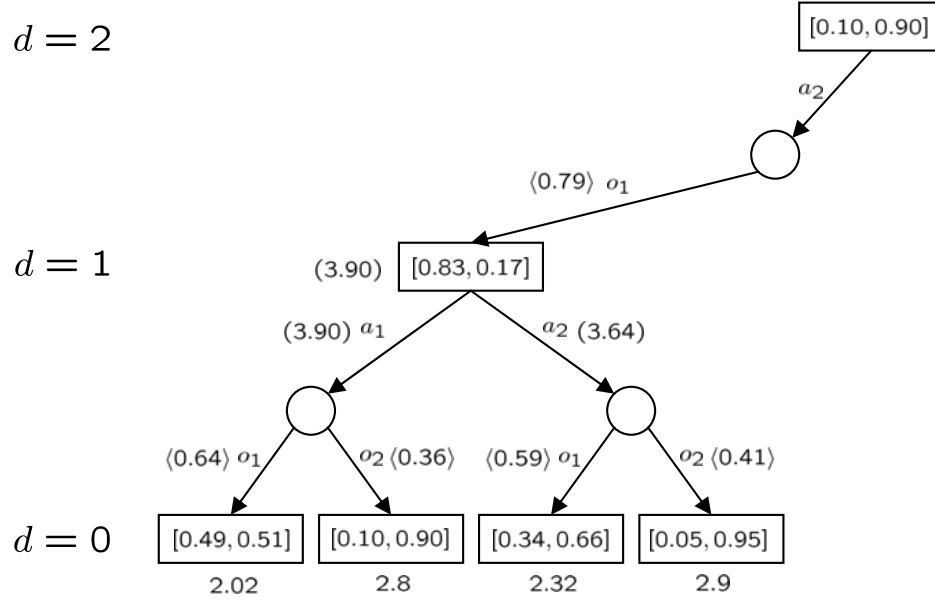 d = 2
[0.10, 0.90]
a₂
⟨0.79⟩ o₁
d = 1
(3.90)
[0.83, 0.17]
(3.90) a₁
a₂ (3.64)
⟨0.64⟩ o₁
o₂ ⟨0.36⟩
⟨0.59⟩ o₁
o₂ ⟨0.41⟩
d = 0
[0.49, 0.51]
[0.10, 0.90]
[0.34, 0.66]
[0.05, 0.95]
2.02
2.8
2.32
2.9